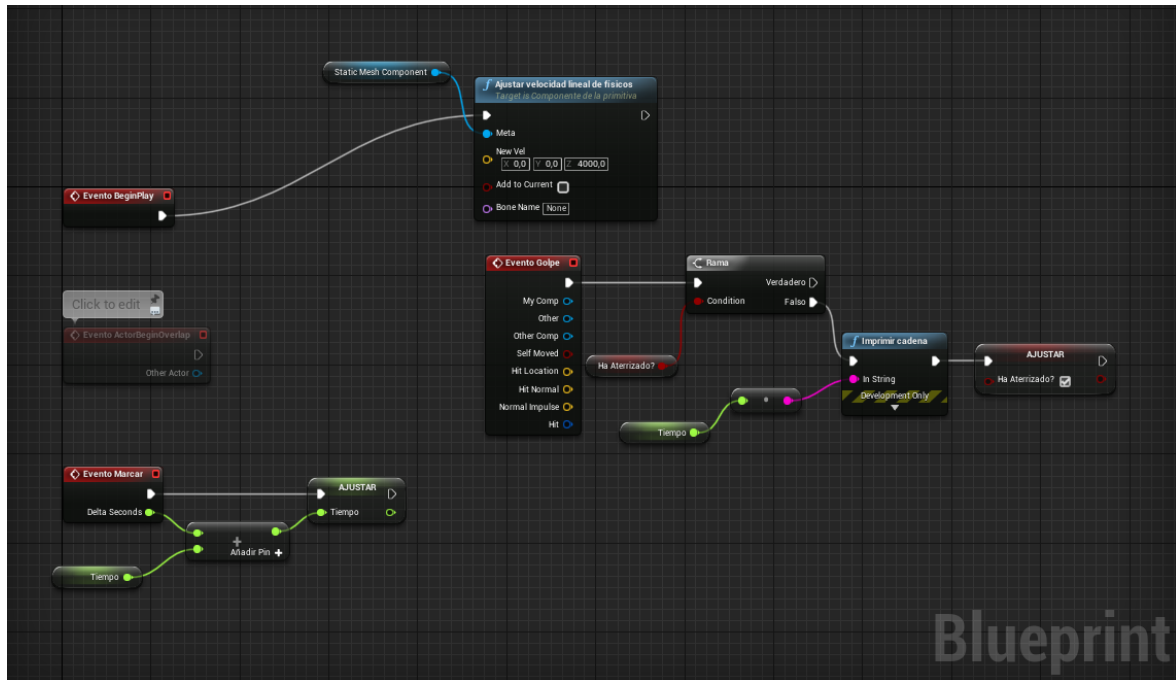 Static Mesh Component
Ajustar velocidad lineal de físicos
Target is Componente de la primitiva
Meta
New Vel
X 0,0 Y 0,0 Z 4000,0
Add to Current
Bone Name None
Evento BeginPlay
Evento Golpe
My Comp
Other
Other Comp
Self Moved
Hit Location
Hit Normal
Normal Impulse
Hit
Rama
Verdadero
Condition
Falso
Ha Aterrizado?
Click to edit
Evento ActorBeginOverlap
Other Actor
Imprimir cadena
In String
Development Only
AJUSTAR
Ha Aterrizado?
Tiempo
Evento Marcar
Delta Seconds
AJUSTAR
Tiempo
Añadir Pin
Tiempo
Blueprint